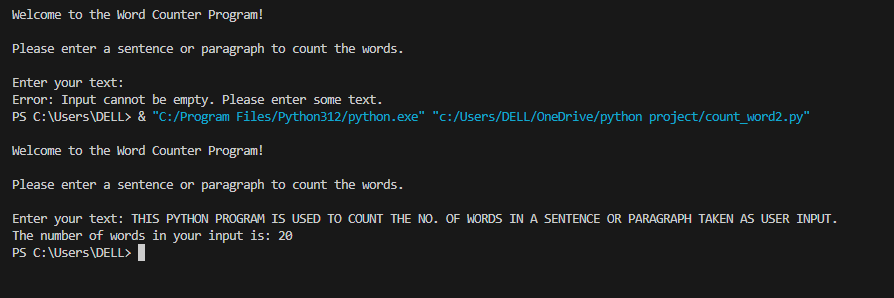 Welcome to the Word Counter Program!
Please enter a sentence or paragraph to count the words.
Enter your text:
Error: Input cannot be empty. Please enter some text.
PS C:\Users\DELL> & "C:/Program Files/Python312/python.exe" "c:/Users/DELL/OneDrive/python project/count_word2.py"
Welcome to the Word Counter Program!
Please enter a sentence or paragraph to count the words.
Enter your text: THIS PYTHON PROGRAM IS USED TO COUNT THE NO. OF WORDS IN A SENTENCE OR PARAGRAPH TAKEN AS USER INPUT.
The number of words in your input is: 20
PS C:\Users\DELL>